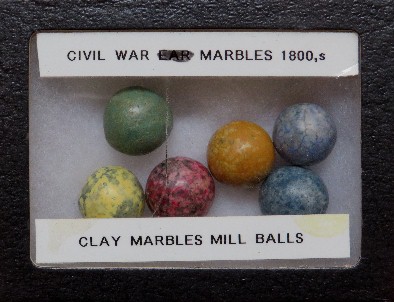 CIVIL WAR EAR MARBLES 1800,s
CLAY MARBLES MILL BALLS